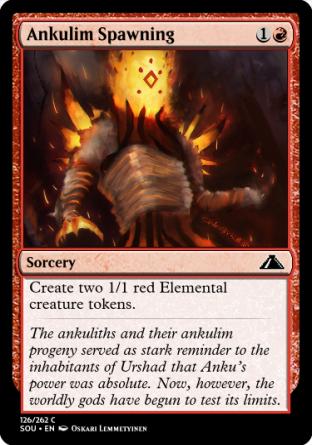 Ankulim Spawning 1
Sorcery
Create two 1/1 red Elemental
creature tokens.
The ankuliths and their ankulim
progeny served as stark reminder to the
inhabitants of Urshad that Anku's
power was absolute. Now, however, the
worldly gods have begun to test its limits.
126/262 C
SOU • EN Oskari Lemmetyinen